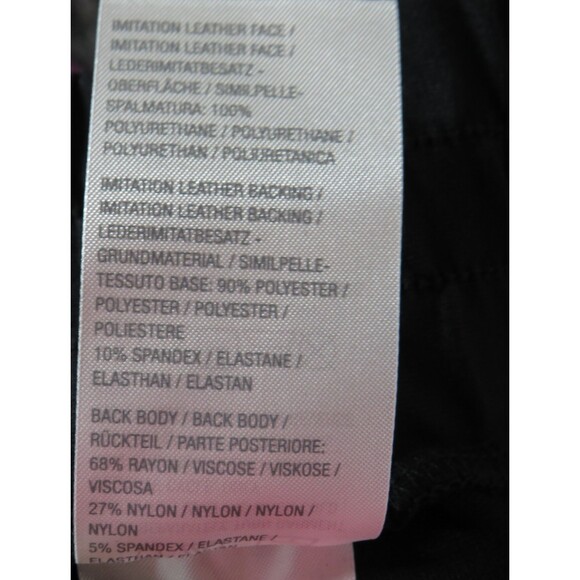 IMITATION LEATHER FACE /
IMITATION LEATHER FACE /
LEDERIMITATBESATZ -
OBERFLÄCHE / SIMILPELLE-
SPALMATURA: 100%
POLYURETHANE / POLYURETHANE /
POLYURETHAN / POLIURETANICA
IMITATION LEATHER BACKING /
IMITATION LEATHER BACKING /
LEDERIMITATBESATZ -
GRUNDMATERIAL / SIMILPELLE-
TESSUTO BASE: 90% POLYESTER /
POLYESTER / POLYESTER /
POLIESTERE
10% SPANDEX / ELASTANE /
ELASTHAN / ELASTAN
BACK BODY / BACK BODY /
RÜCKTEIL / PARTE POSTERIORE:
68% RAYON / VISCOSE / VISKOSE /
VISCOSA
27% NYLON / NYLON / NYLON /
NYLON
5% SPANDEX / ELASTANE /
ELASTHAN / ELASTAN